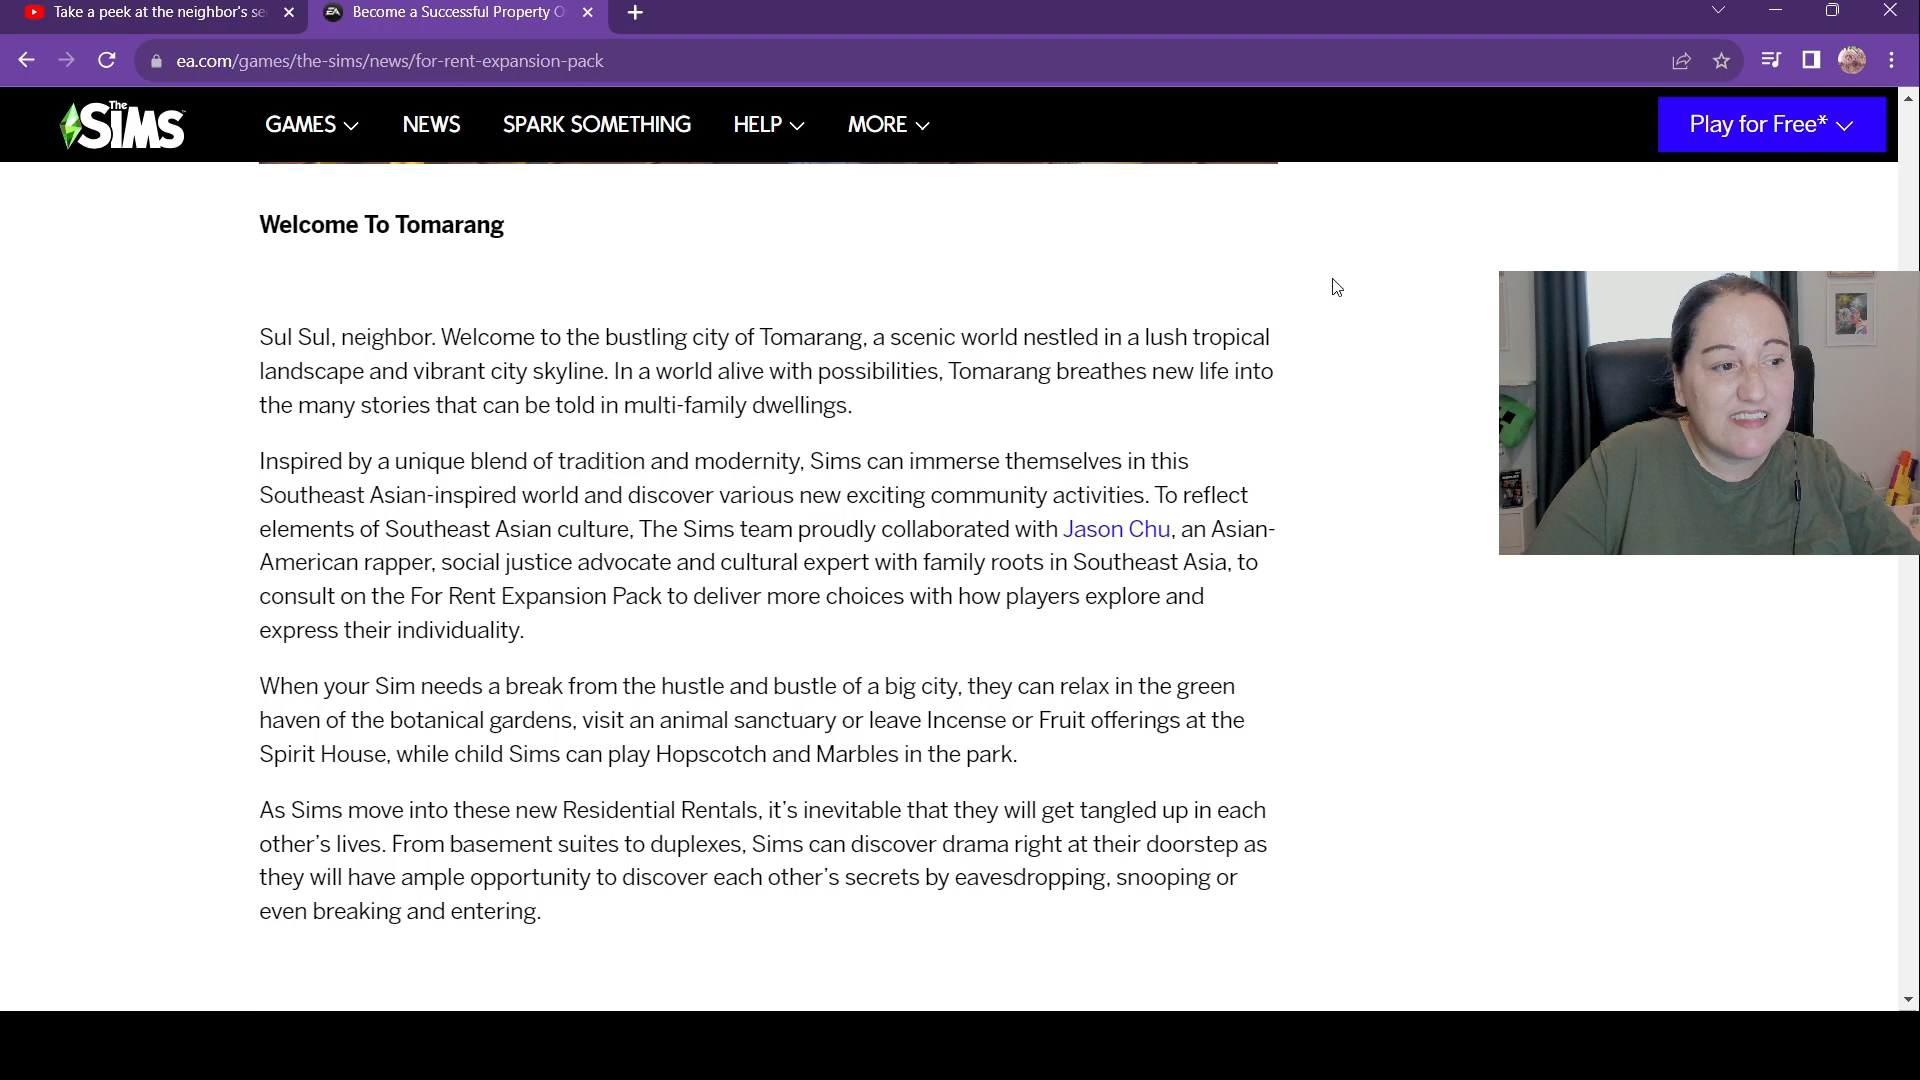 Take a peek at the neighbor's se
Become a Successful Property O
ea.com/games/the-sims/news/for-rent-expansion-pack
The SIMS
GAMES
NEWS
SPARK SOMETHING
HELP
MORE
Play for Free*
Welcome To Tomarang
Sul Sul, neighbor. Welcome to the bustling city of Tomarang, a scenic world nestled in a lush tropical
landscape and vibrant city skyline. In a world alive with possibilities, Tomarang breathes new life into
the many stories that can be told in multi-family dwellings.
Inspired by a unique blend of tradition and modernity, Sims can immerse themselves in this
Southeast Asian-inspired world and discover various new exciting community activities. To reflect
elements of Southeast Asian culture, The Sims team proudly collaborated with Jason Chu, an Asian-
American rapper, social justice advocate and cultural expert with family roots in Southeast Asia, to
consult on the For Rent Expansion Pack to deliver more choices with how players explore and
express their individuality.
When your Sim needs a break from the hustle and bustle of a big city, they can relax in the green
haven of the botanical gardens, visit an animal sanctuary or leave Incense or Fruit offerings at the
Spirit House, while child Sims can play Hopscotch and Marbles in the park.
As Sims move into these new Residential Rentals, it's inevitable that they will get tangled up in each
other's lives. From basement suites to duplexes, Sims can discover drama right at their doorstep as
they will have ample opportunity to discover each other's secrets by eavesdropping, snooping or
even breaking and entering.